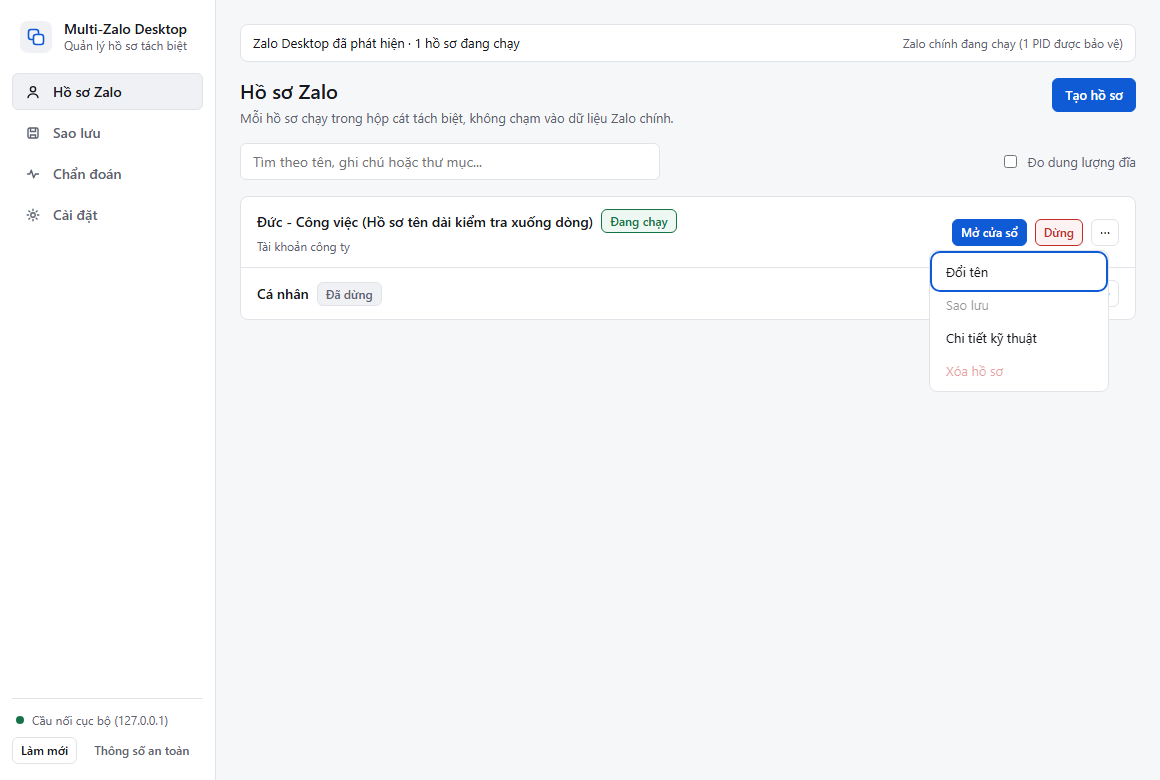 Multi-Zalo Desktop
Quản lý hồ sơ tách biệt
Hồ sơ Zalo
Sao lưu
Chẩn đoán
Cài đặt
Zalo Desktop đã phát hiện · 1 hồ sơ đang chạy
Zalo chính đang chạy (1 PID được bảo vệ)
Hồ sơ Zalo
Tạo hồ sơ
Mỗi hồ sơ chạy trong hộp cát tách biệt, không chạm vào dữ liệu Zalo chính.
Tìm theo tên, ghi chú hoặc thư mục...
Đo dung lượng đĩa
Đức - Công việc (Hồ sơ tên dài kiểm tra xuống dòng) Đang chạy
Tài khoản công ty
Mở cửa sổ Dừng ...
Cá nhân Đã dừng
Đổi tên
Sao lưu
Chi tiết kỹ thuật
Xóa hồ sơ
Cầu nối cục bộ (127.0.0.1)
Làm mới Thông số an toàn